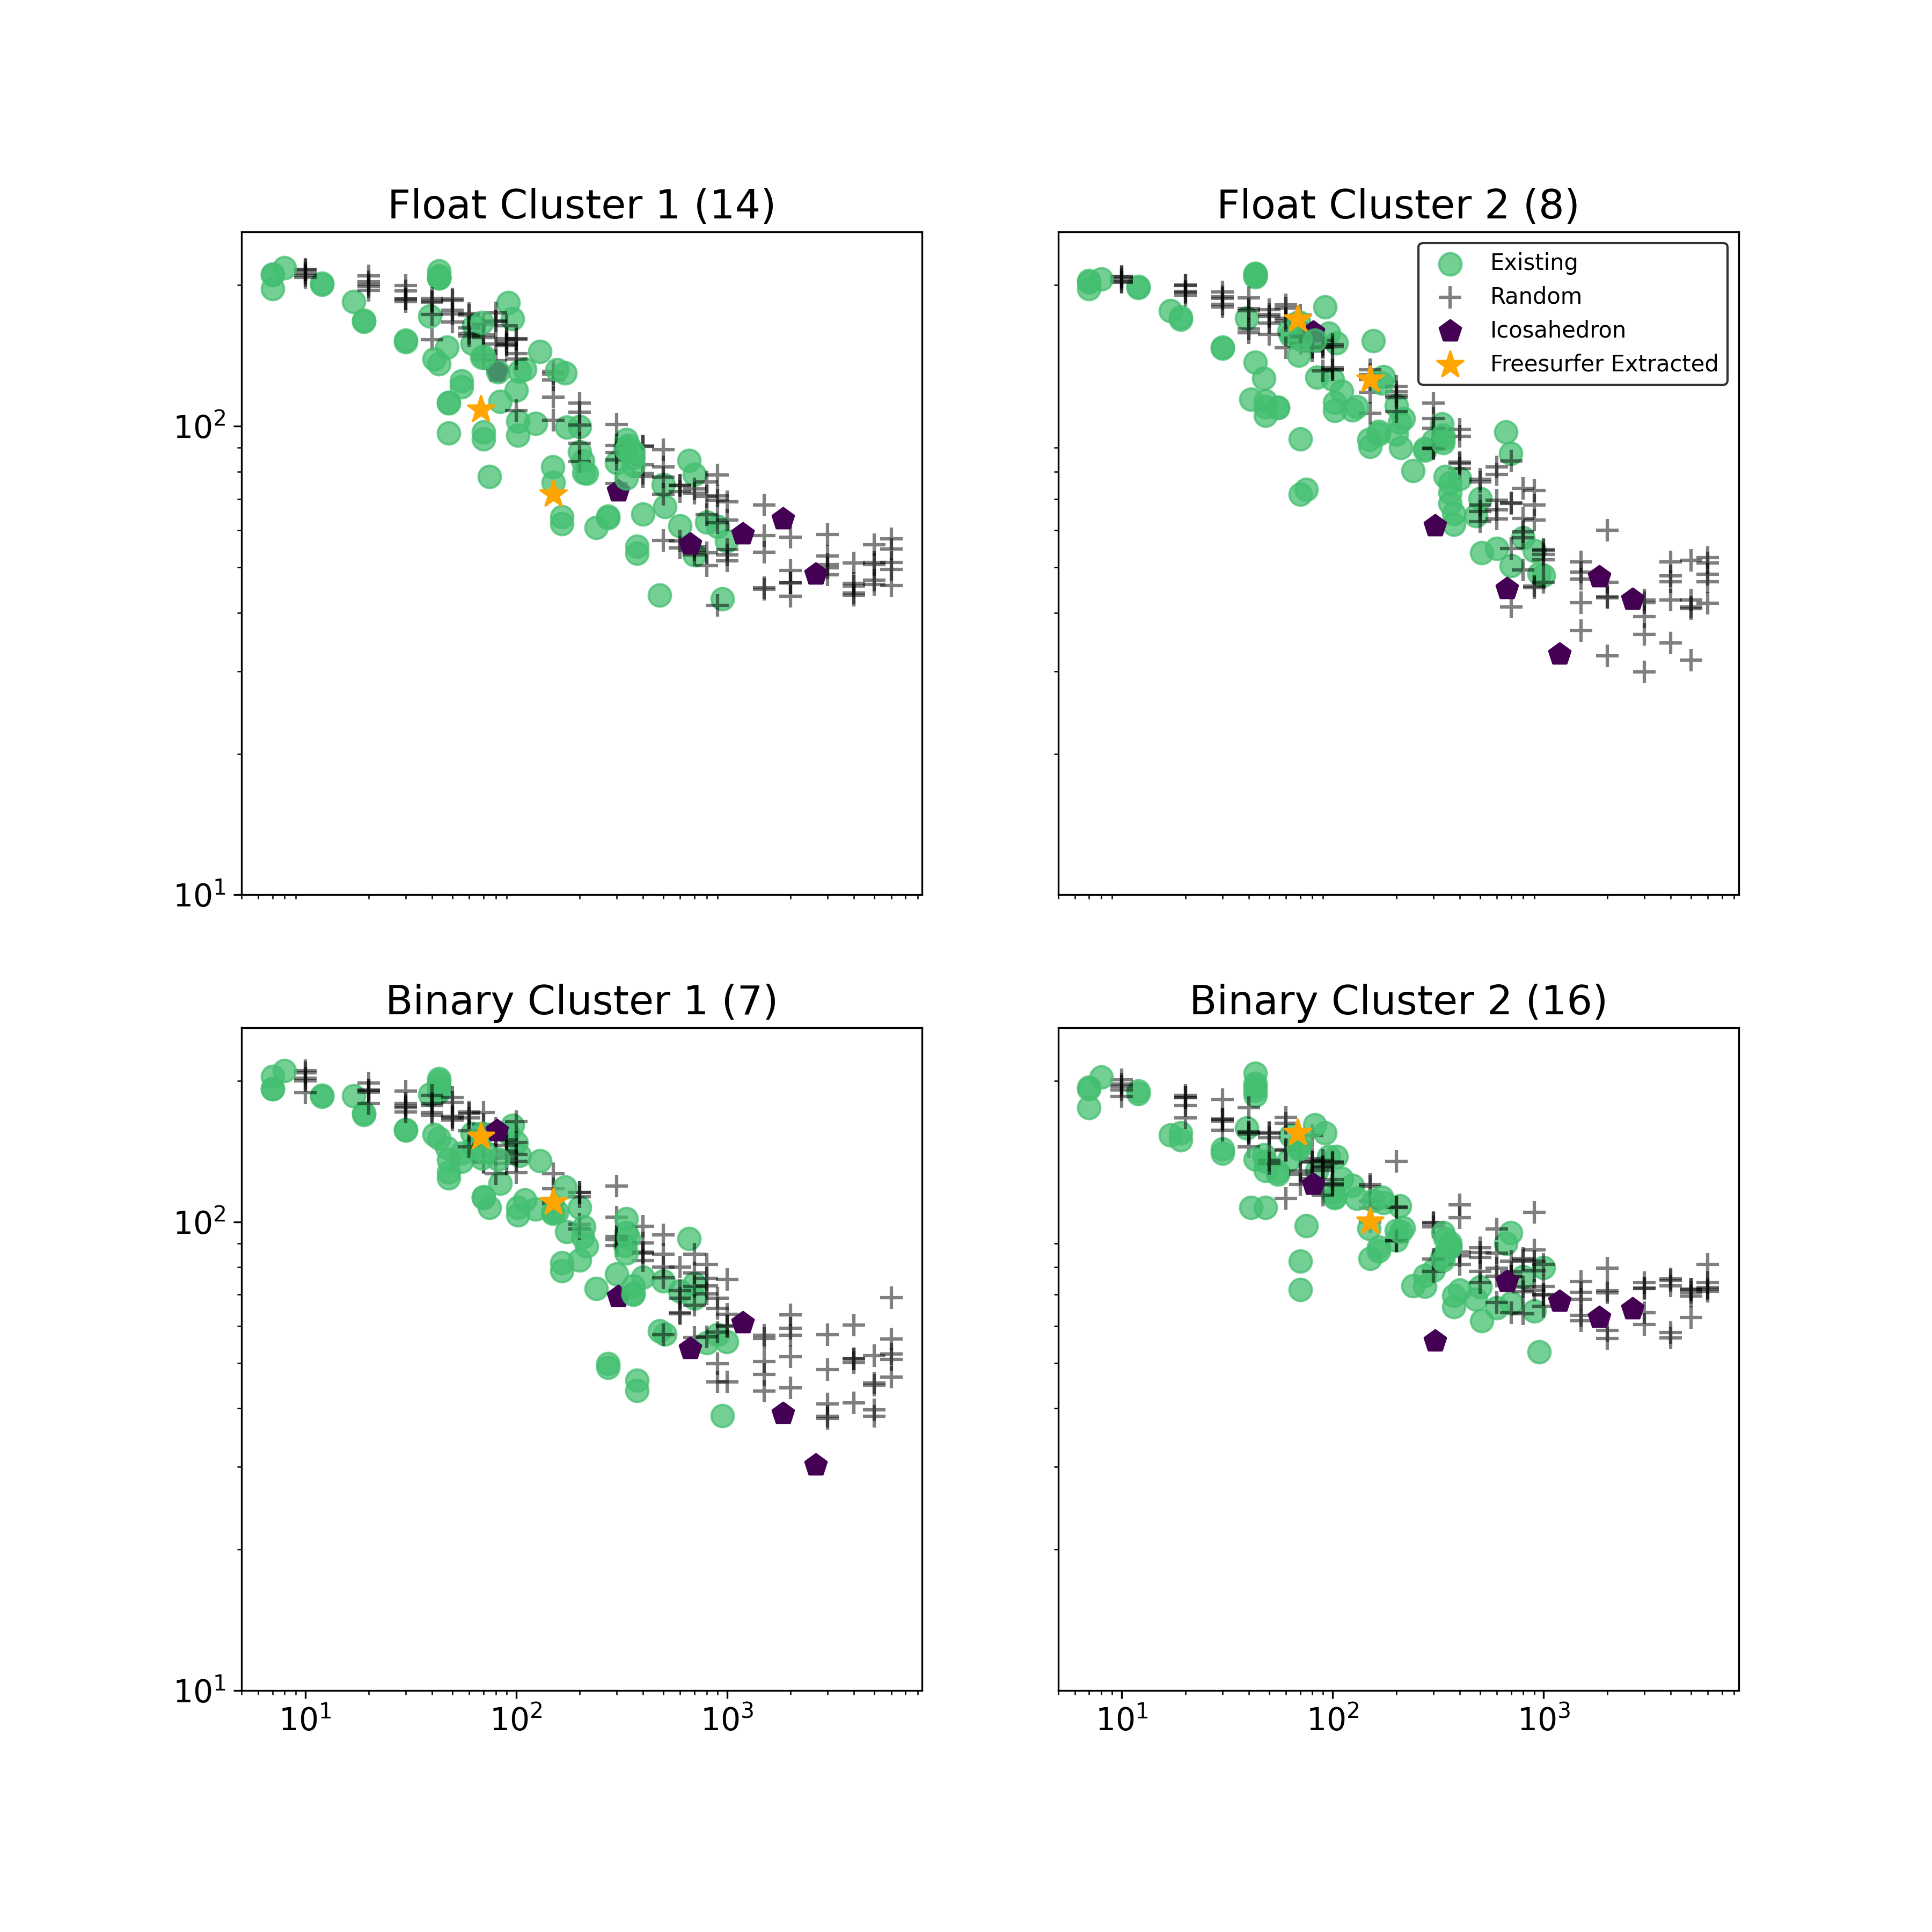 Float Cluster 1 (14)
Float Cluster 2 (8)
Existing
Random
Icosahedron
Freesurfer Extracted
10²
10¹
Binary Cluster 1 (7)
Binary Cluster 2 (16)
10²
10¹
10¹ 10² 10³
10¹ 10² 10³